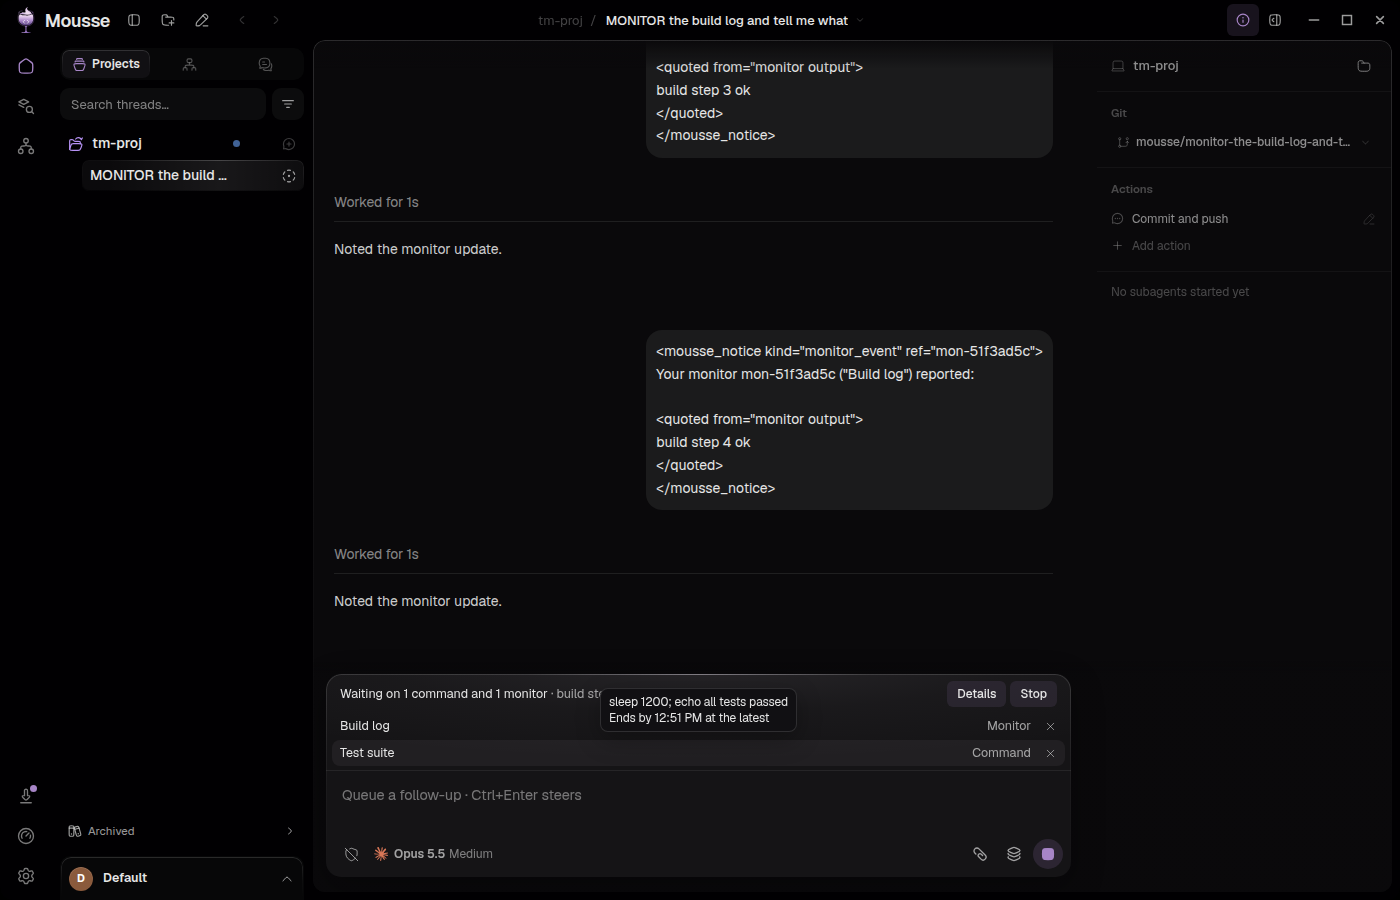 Mousse
tm-proj / MONITOR the build log and tell me what
Projects
Search threads...
tm-proj
MONITOR the build ...
<quoted from="monitor output">
build step 3 ok
</quoted>
</mousse_notice>
Worked for 1s
Noted the monitor update.
<mousse_notice kind="monitor_event" ref="mon-51f3ad5c">
Your monitor mon-51f3ad5c ("Build log") reported:
<quoted from="monitor output">
build step 4 ok
</quoted>
</mousse_notice>
Worked for 1s
Noted the monitor update.
Waiting on 1 command and 1 monitor · build
sleep 1200; echo all tests passed
Ends by 12:51 PM at the latest
Details
Stop
Build log
Monitor
Test suite
Command
Queue a follow-up · Ctrl+Enter steers
Opus 5.5 Medium
tm-proj
Git
mousse/monitor-the-build-log-and-t...
Actions
Commit and push
Add action
No subagents started yet
Archived
D
Default